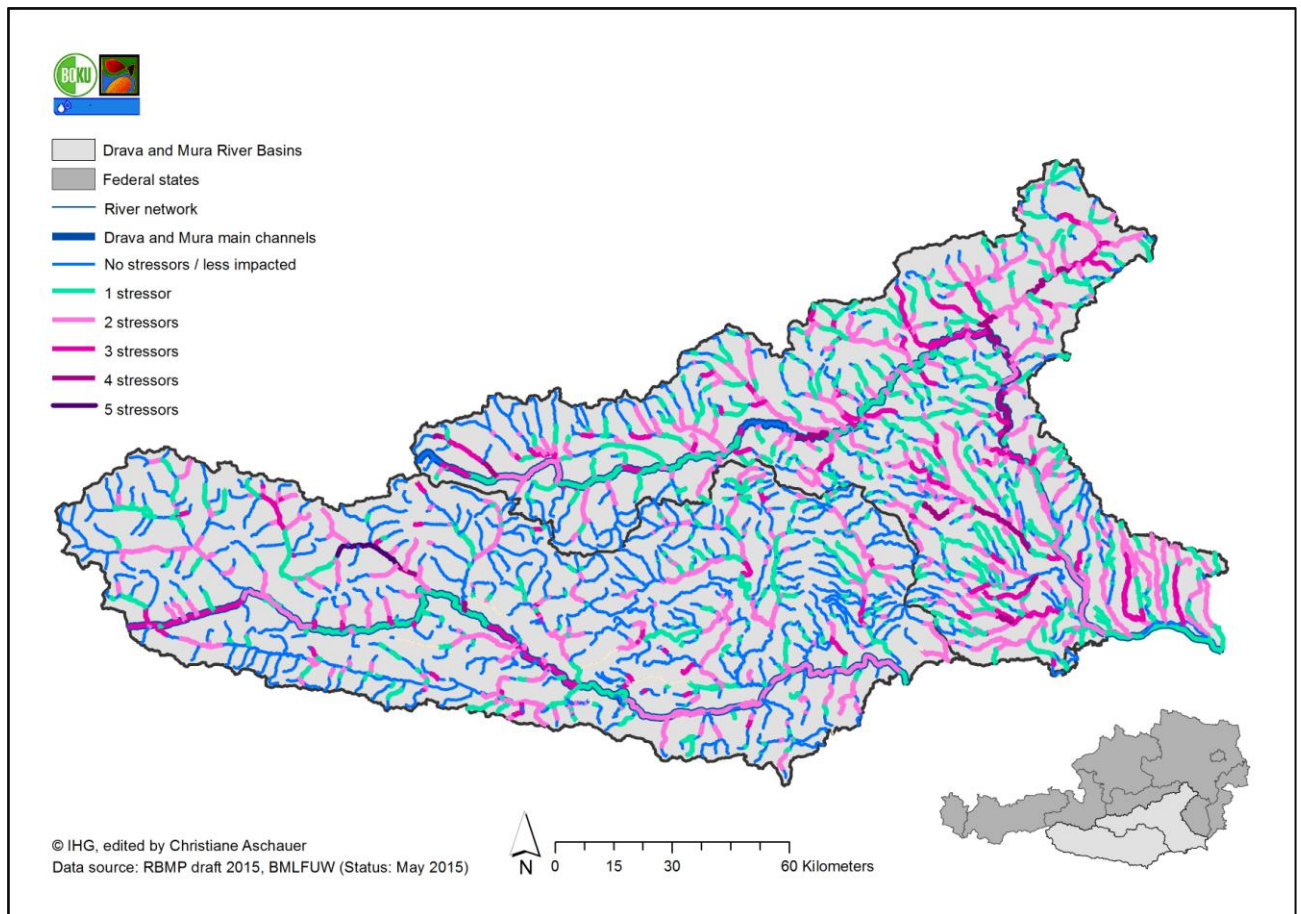 BOKU
Drava and Mura River Basins
Federal states
River network
Drava and Mura main channels
No stressors / less impacted
1 stressor
2 stressors
3 stressors
4 stressors
5 stressors
© IHG, edited by Christiane Aschauer
Data source: RBMP draft 2015, BMLFUW (Status: May 2015)
N
0 15 30 60 Kilometers